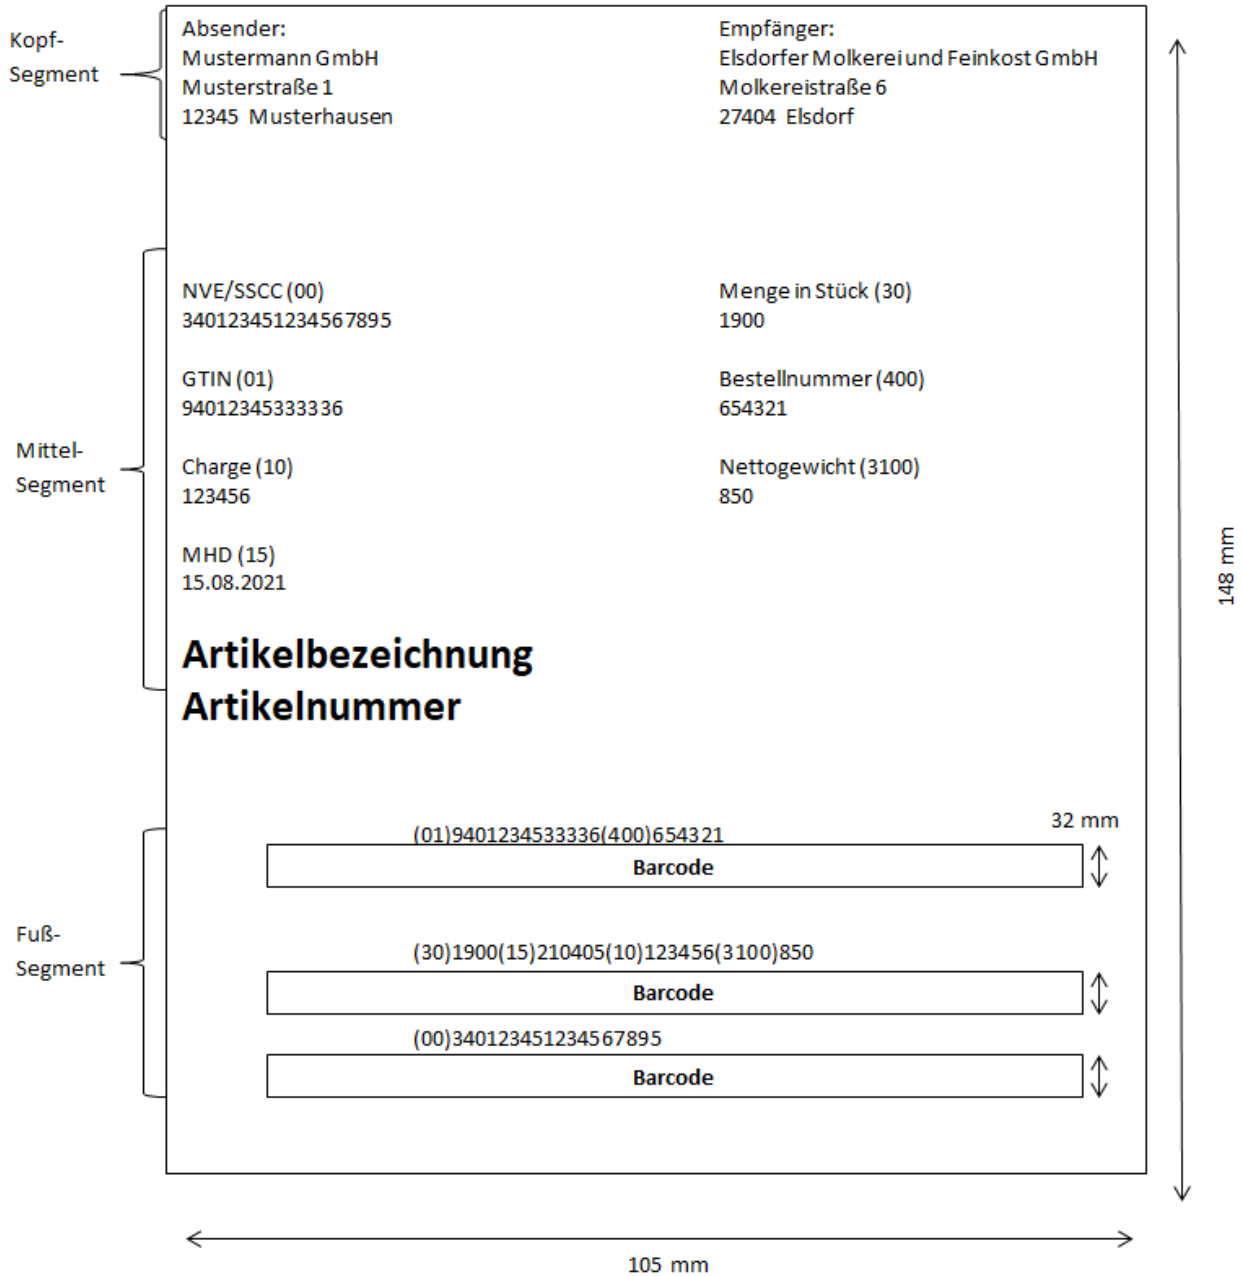 Kopf-
Segment
Absender:
Mustermann GmbH
Musterstraße 1
12345 Musterhausen
Empfänger:
Elsdorfer Molkerei und Feinkost GmbH
Molkereistraße 6
27404 Elsdorf
Mittel-
Segment
NVE/SSCC (00)
340123451234567895
GTIN (01)
94012345333336
Charge (10)
123456
MHD (15)
15.08.2021
Menge in Stück (30)
1900
Bestellnummer (400)
654321
Nettogewicht (3100)
850
Artikelbezeichnung
Artikelnummer
148 mm
Fuß-
Segment
(01)9401234533336(400)654321
32 mm
Barcode
(30)1900(15)210405(10)123456(3100)850
Barcode
(00)340123451234567895
Barcode
105 mm